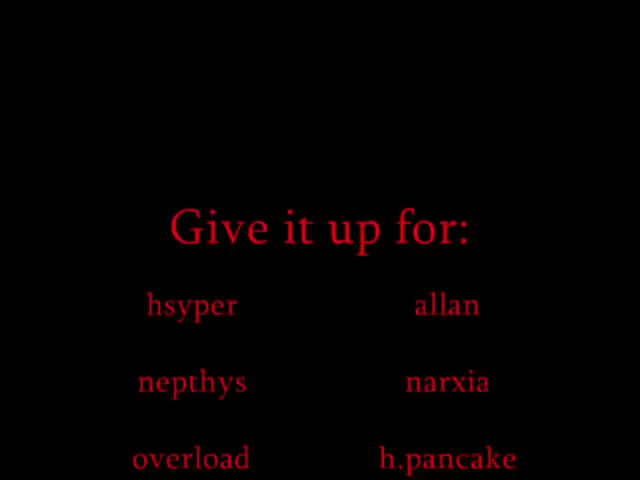 Give it up for:
hsyper allan
nepthys narxia
overload h.pancake